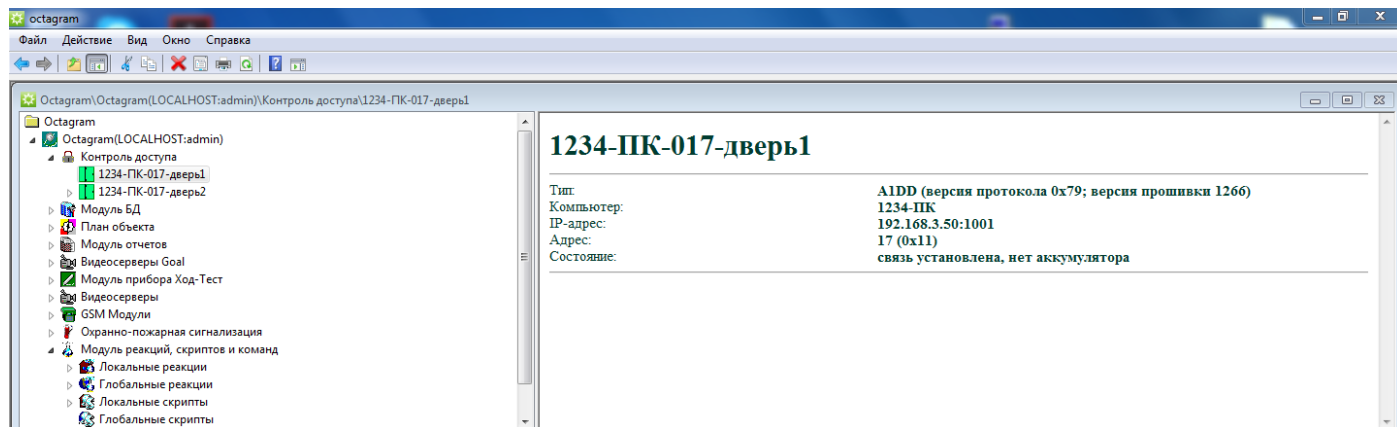 octagram
Файл Действие Вид Окно Справка
Octagram\Octagram(LOCALHOST:admin)\Контроль доступа\1234-ПК-017-дверь1
Octagram
Octagram(LOCALHOST:admin)
Контроль доступа
1234-ПК-017-дверь1
1234-ПК-017-дверь2
Модуль БД
План объекта
Модуль отчетов
Видеосерверы Goal
Модуль прибора Ход-Тест
Видеосерверы
GSM Модули
Охранно-пожарная сигнализация
Модуль реакций, скриптов и команд
Локальные реакции
Глобальные реакции
Локальные скрипты
Глобальные скрипты
1234-ПК-017-дверь1
Тип: A1DD (версия протокола 0x79; версия прошивки 1266)
Компьютер: 1234-ПК
IP-адрес: 192.168.3.50:1001
Адрес: 17 (0x11)
Состояние: связь установлена, нет аккумулятора